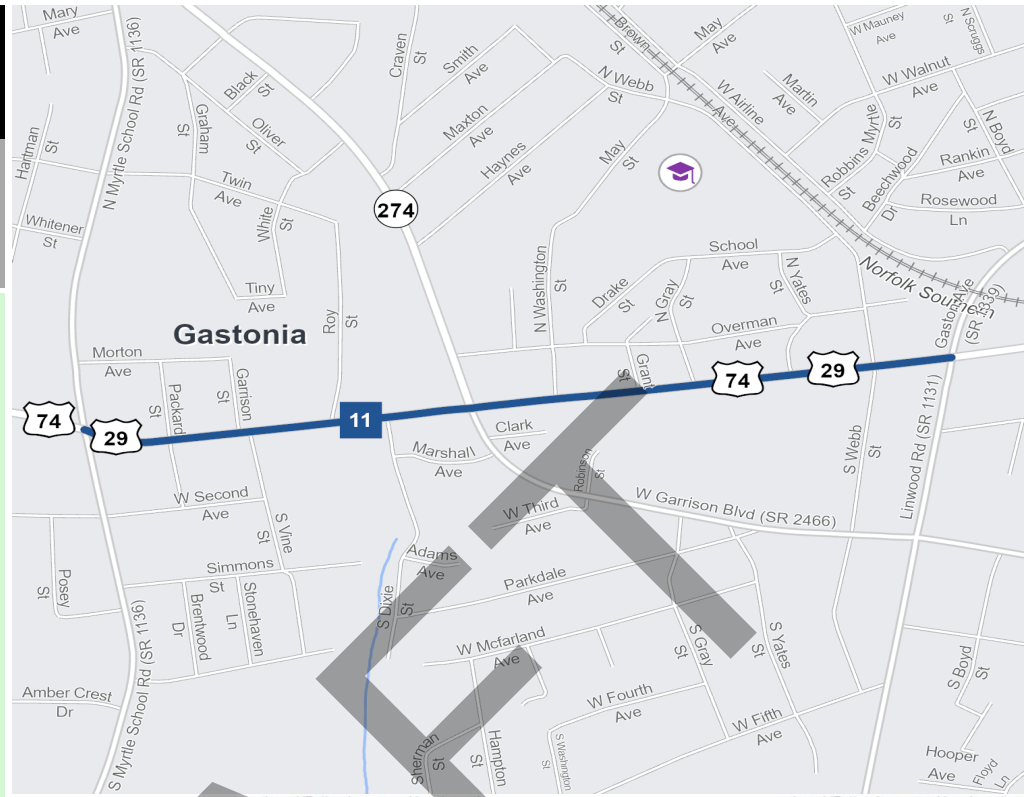 Mary
Ave
N Myrtle School Rd (SR 1136)
Craven
St
Smith
Ave
Brown
St
May
Ave
W Mauney
Ave
St
N Scruggs
Black
St
Graham
St
Oliver
St
Maxton
Ave
N Webb
St
W Airline
Ave
Martin
Ave
W Walnut
Ave
Hartman
St
Haynes
Ave
May
St
Robbins
St
Myrtle
St
N Boyd
St
Beechwood
Dr
Rankin
Ave
Twin
Ave
274
Rosewood
Ln
Whitener
St
White
St
School
Ave
Norfolk Southern
Tiny
Ave
Roy
St
N Washington
St
Drake
St
N Gray
St
N Yates
St
Gaston Ave
(SR 1339)
Gastonia
Overman
Ave
Morton
Ave
Packard
St
Garrison
St
Grant
St
74
29
74
29
11
Clark
Ave
Marshall
Ave
Robinson
St
S Webb
St
Linwood Rd (SR 1131)
W Second
Ave
W Garrison Blvd (SR 2466)
W Third
Ave
S Vine
St
Adams
Ave
Simmons
St
Parkdale
Ave
Posey
St
Brentwood
Dr
Stonehaven
Ln
S Dixie
St
W Mcfarland
Ave
S Gray
St
S Yates
St
S Boyd
St
S Myrtle School Rd (SR 1136)
Amber Crest
Dr
W Fourth
Ave
W Fifth
Ave
Sherman
St
Hampton
St
S Washington
St
Hooper
Ave
Floyd
Ln